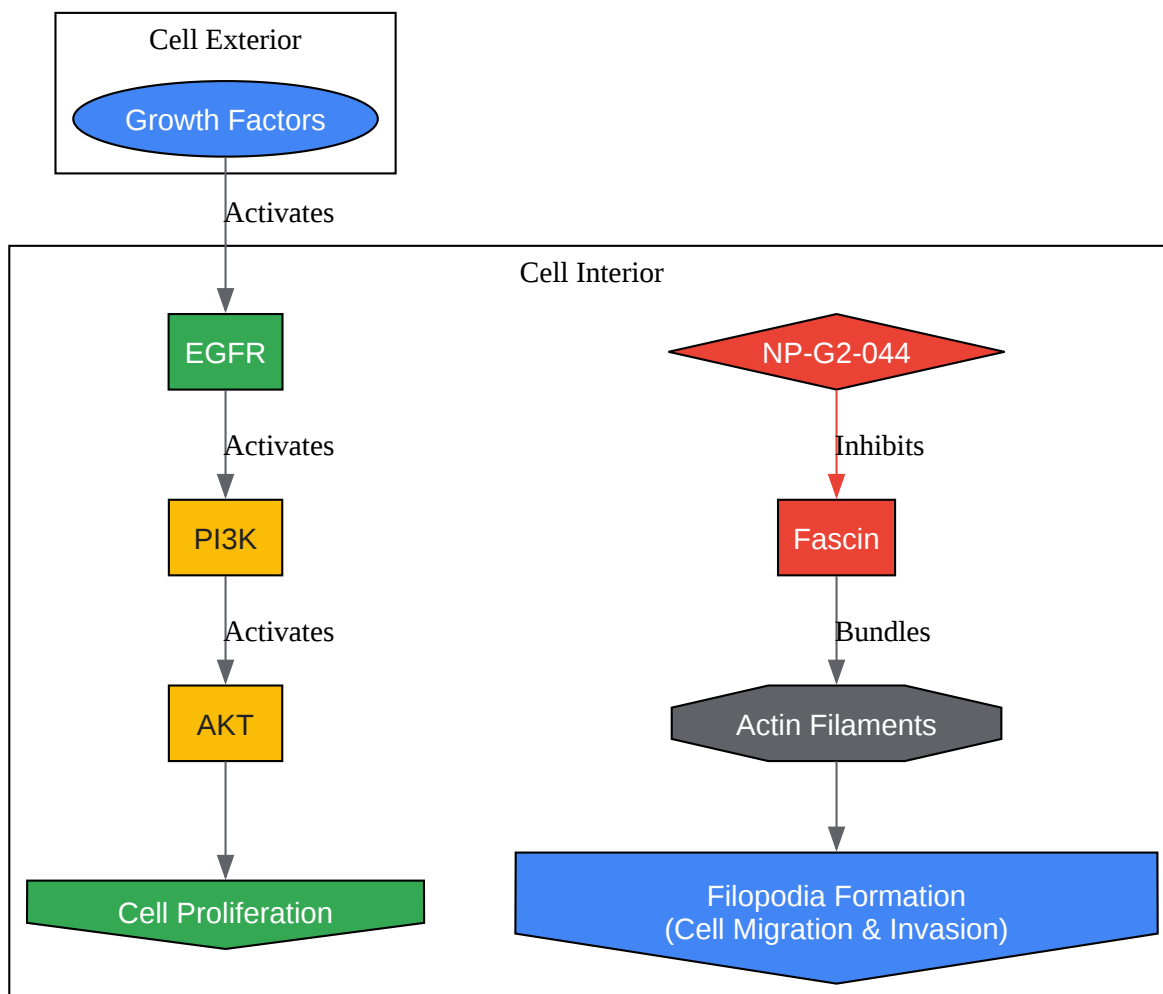 Cell Exterior
Growth Factors
Activates
Cell Interior
EGFR
NP-G2-044
Activates
Inhibits
PI3K
Fascin
Activates
Bundles
AKT
Actin Filaments
Cell Proliferation
Filopodia Formation
(Cell Migration & Invasion)